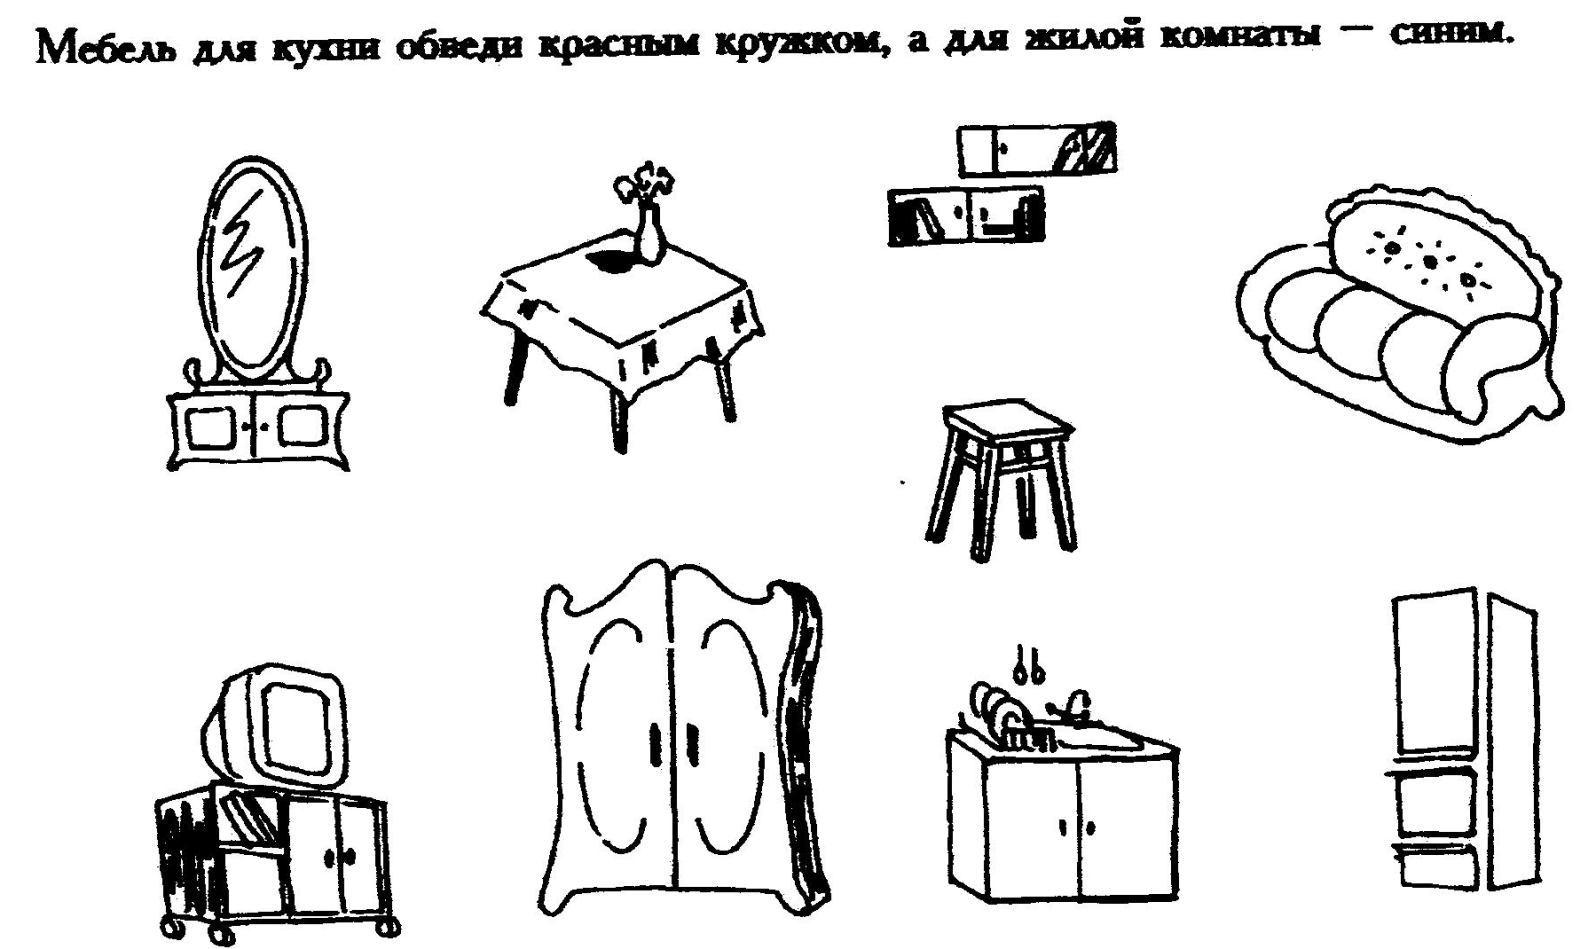 Мебель для кухни обведи красным кружком, а для жилой комнаты — синим.